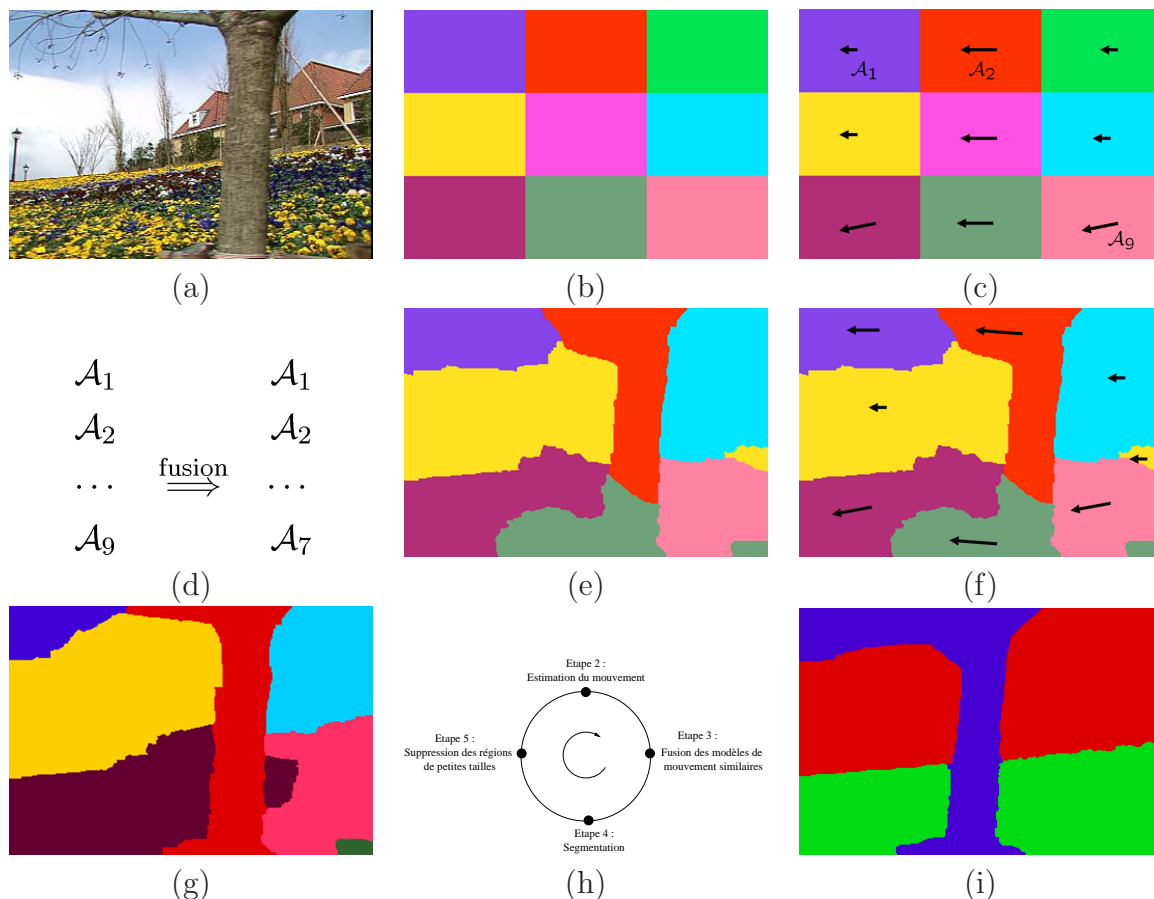 𝒜₁
𝒜₂
𝒜₉
(a)
(b)
(c)
𝒜₁ 𝒜₁
𝒜₂ 𝒜₂
fusion
··· ⟹ ···
𝒜₉ 𝒜₇
(d)
(e)
(f)
Etape 2 :
Estimation du mouvement
Etape 5 :
Suppression des régions
de petites tailles
Etape 3 :
Fusion des modèles de
mouvement similaires
Etape 4 :
Segmentation
(g)
(h)
(i)